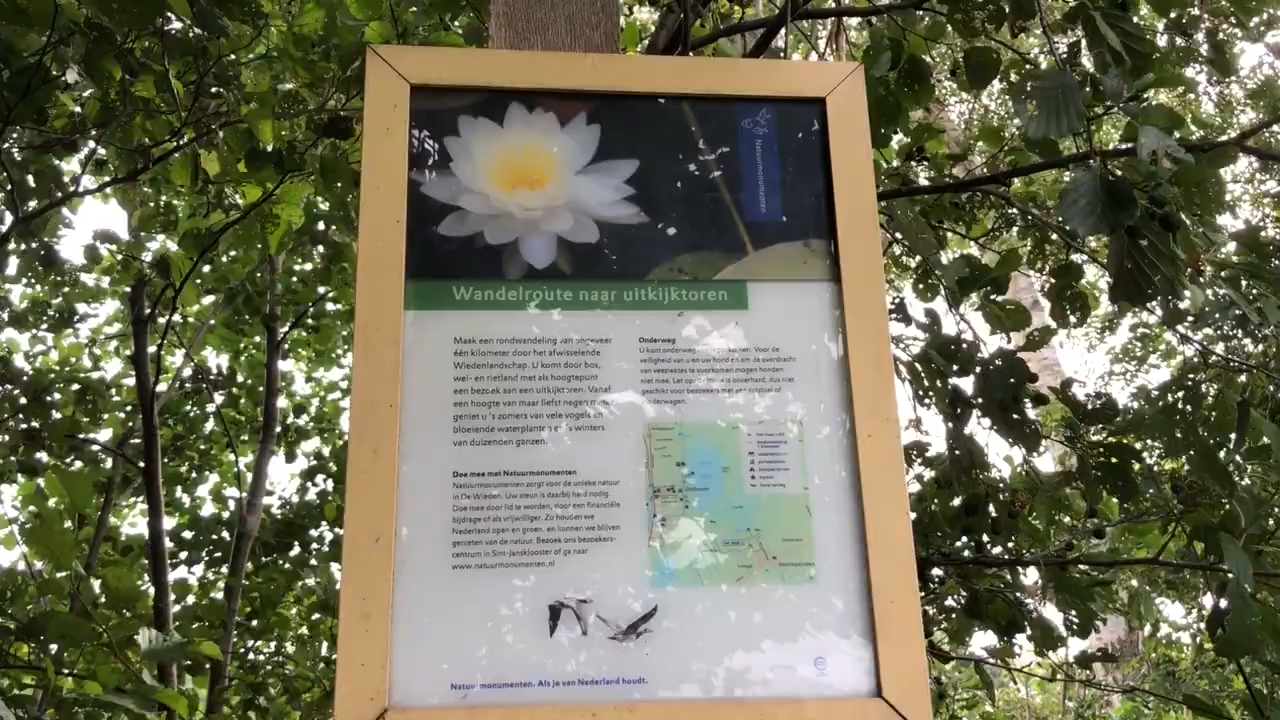 Natuurmonumenten
Wandelroute naar uitkijktoren
Maak een rondwandeling van ongeveer
één kilometer door het afwisselende
Wiedenlandschap. U komt door bos,
wei- en rietland met als hoogtepunt
een bezoek aan een uitkijktoren. Vanaf
een hoogte van maar liefst negen meter
geniet u 's zomers van vele vogels en
bloeiende waterplanten en 's winters
van duizenden ganzen.
Doe mee met Natuurmonumenten
Natuurmonumenten zorgt voor de unieke natuur
in De Wieden. Uw steun is daarbij hard nodig.
Doe mee door lid te worden, door een financiële
bijdrage of als vrijwilliger. Zo houden we
Nederland open en groen, en kunnen we blijven
genieten van de natuur. Bezoek ons bezoekers-
centrum in Sint-Jansklooster of ga naar
www.natuurmonumenten.nl
Onderweg
U kunt onderweg tegenkomen. Voor de
veiligheid van u en uw hond en om de overdracht
van veeziektes te voorkomen mogen honden
niet mee. Let op: de route is onverhard, dus niet
geschikt voor bezoekers met een rolstoel of
kinderwagen.
Natuurmonumenten. Als je van Nederland houdt.